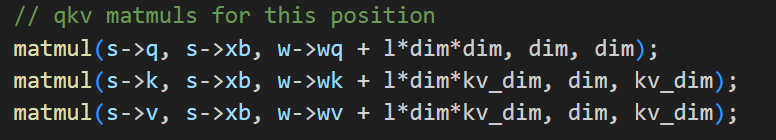 // qkv matmuls for this position
matmul(s->q, s->xb, w->wq + l*dim*dim, dim, dim);
matmul(s->k, s->xb, w->wk + l*dim*kv_dim, dim, kv_dim);
matmul(s->v, s->xb, w->wv + l*dim*kv_dim, dim, kv_dim);